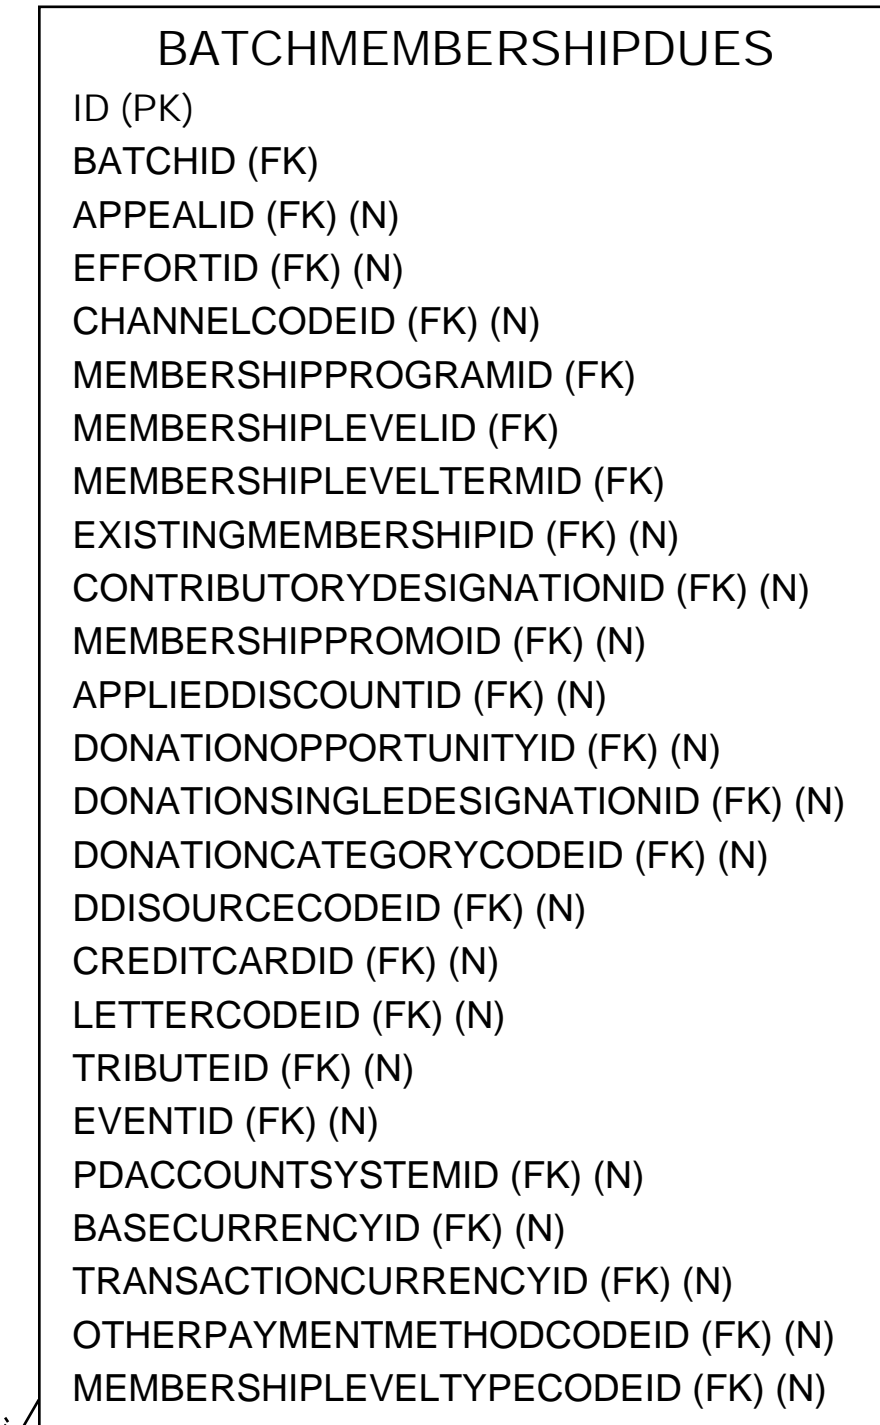 BATCHMEMBERSHIPDUES
ID (PK)
BATCHID (FK)
APPEALID (FK) (N)
EFFORTID (FK) (N)
CHANNELCODEID (FK) (N)
MEMBERSHIPPROGRAMID (FK)
MEMBERSHIPLEVELID (FK)
MEMBERSHIPLEVELTERMID (FK)
EXISTINGMEMBERSHIPID (FK) (N)
CONTRIBUTORYDESIGNATIONID (FK) (N)
MEMBERSHIPPROMOID (FK) (N)
APPLIEDDISCOUNTID (FK) (N)
DONATIONOPPORTUNITYID (FK) (N)
DONATIONSINGLEDESIGNATIONID (FK) (N)
DONATIONCATEGORYCODEID (FK) (N)
DDISOURCECODEID (FK) (N)
CREDITCARDID (FK) (N)
LETTERCODEID (FK) (N)
TRIBUTEID (FK) (N)
EVENTID (FK) (N)
PDACCOUNTSYSTEMID (FK) (N)
BASECURRENCYID (FK) (N)
TRANSACTIONCURRENCYID (FK) (N)
OTHERPAYMENTMETHODCODEID (FK) (N)
MEMBERSHIPLEVELTYPECODEID (FK) (N)